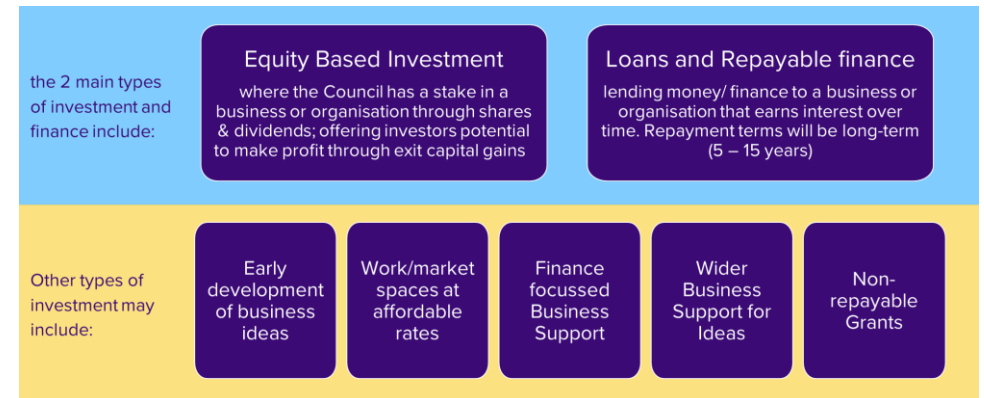 the 2 main types
of investment and
finance include:
Equity Based Investment
where the Council has a stake in a
business or organisation through shares
& dividends; offering investors potential
to make profit through exit capital gains
Loans and Repayable finance
lending money/ finance to a business or
organisation that earns interest over
time. Repayment terms will be long-term
(5 – 15 years)
Other types of
investment may
include:
Early
development
of business
ideas
Work/market
spaces at
affordable
rates
Finance
focussed
Business
Support
Wider
Business
Support for
Ideas
Non-
repayable
Grants